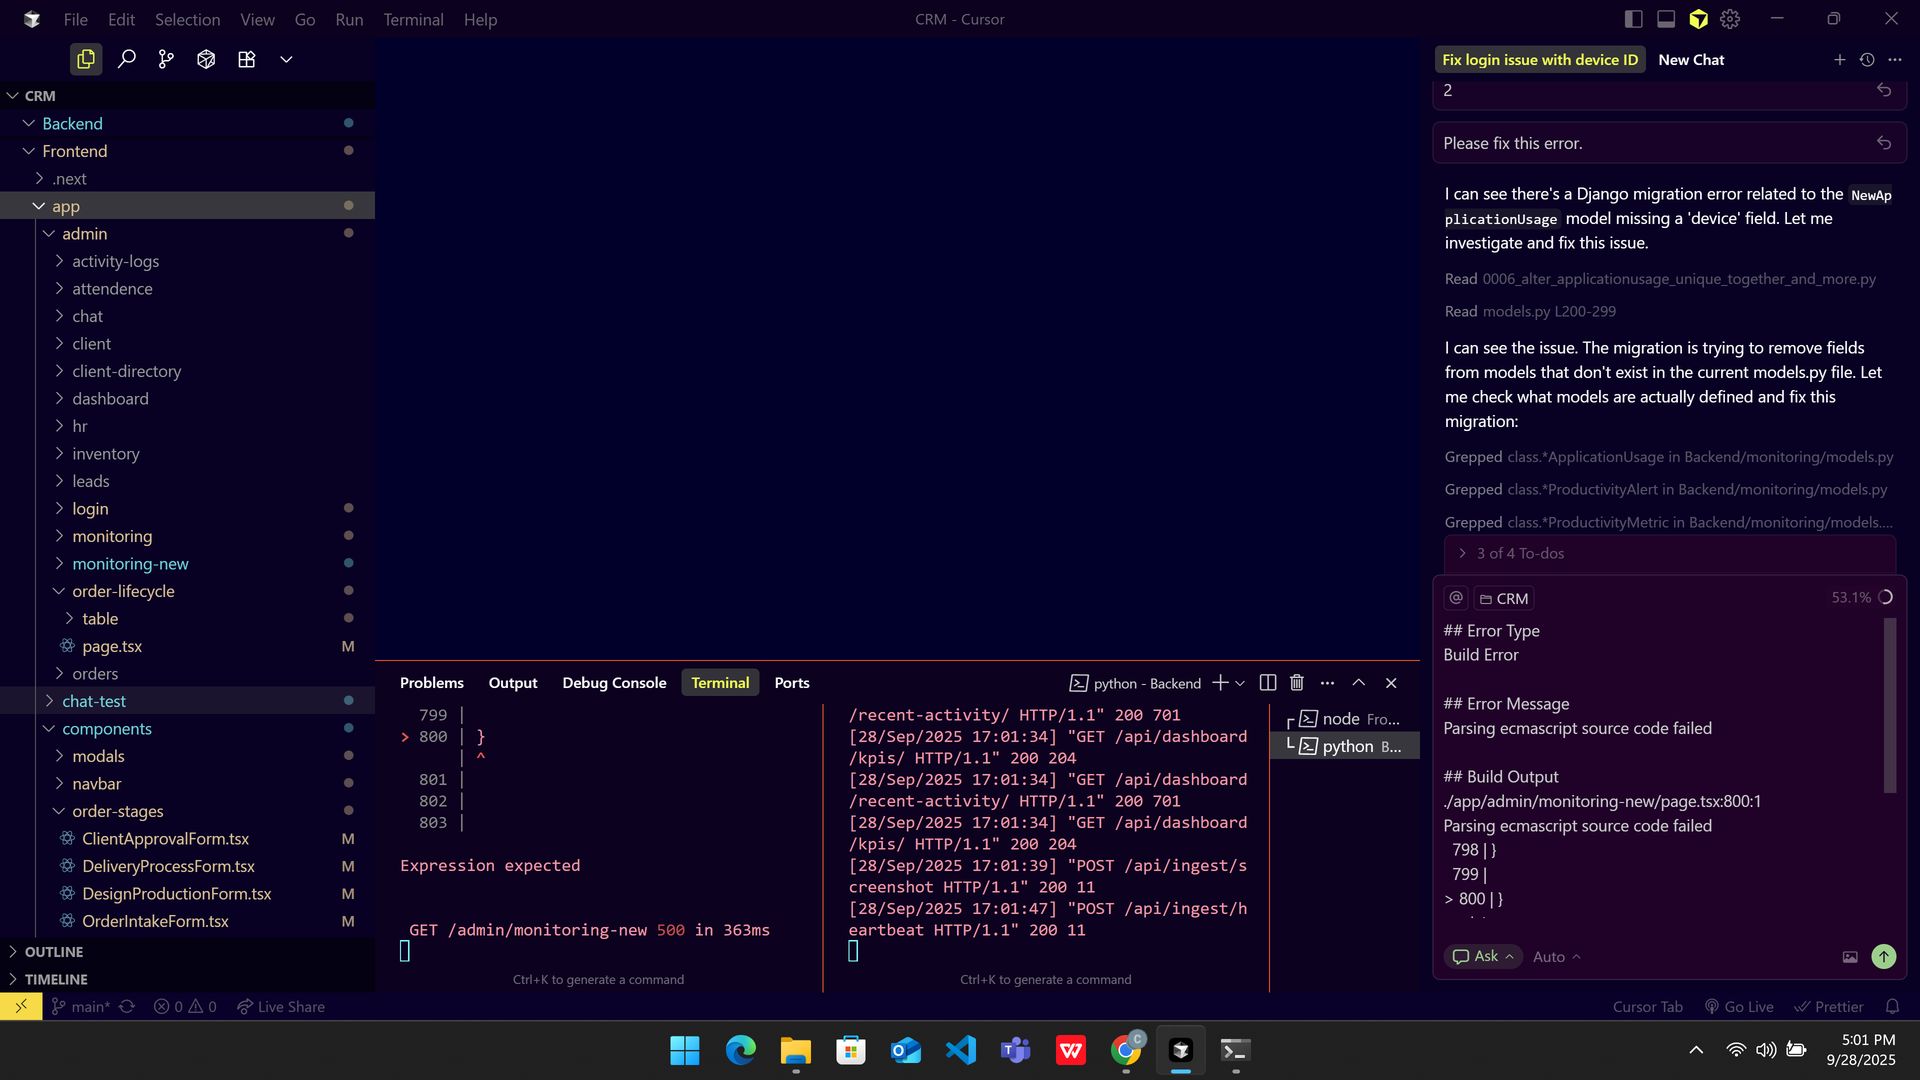 File Edit Selection View Go Run Terminal Help
CRM - Cursor
CRM
Backend
Frontend
.next
app
admin
activity-logs
attendence
chat
client
client-directory
dashboard
hr
inventory
leads
login
monitoring
monitoring-new
order-lifecycle
table
page.tsx M
orders
chat-test
components
modals
navbar
order-stages
ClientApprovalForm.tsx M
DeliveryProcessForm.tsx M
DesignProductionForm.tsx M
OrderIntakeForm.tsx M
OUTLINE
TIMELINE
Problems Output Debug Console Terminal Ports
python - Backend
799 |
> 800 | }
| ^
801 |
802 |
803 |
Expression expected
GET /admin/monitoring-new 500 in 363ms
Ctrl+K to generate a command
/recent-activity/ HTTP/1.1" 200 701
[28/Sep/2025 17:01:34] "GET /api/dashboard
/kpis/ HTTP/1.1" 200 204
[28/Sep/2025 17:01:34] "GET /api/dashboard
/recent-activity/ HTTP/1.1" 200 701
[28/Sep/2025 17:01:34] "GET /api/dashboard
/kpis/ HTTP/1.1" 200 204
[28/Sep/2025 17:01:39] "POST /api/ingest/s
creenshot HTTP/1.1" 200 11
[28/Sep/2025 17:01:47] "POST /api/ingest/h
eartbeat HTTP/1.1" 200 11
Ctrl+K to generate a command
node Fro...
python B...
Fix login issue with device ID New Chat
2
Please fix this error.
I can see there's a Django migration error related to the NewAp
plicationUsage model missing a 'device' field. Let me
investigate and fix this issue.
Read 0006_alter_applicationusage_unique_together_and_more.py
Read models.py L200-299
I can see the issue. The migration is trying to remove fields
from models that don't exist in the current models.py file. Let
me check what models are actually defined and fix this
migration:
Grepped class.*ApplicationUsage in Backend/monitoring/models.py
Grepped class.*ProductivityAlert in Backend/monitoring/models.py
Grepped class.*ProductivityMetric in Backend/monitoring/models....
3 of 4 To-dos
@ CRM 53.1%
## Error Type
Build Error
## Error Message
Parsing ecmascript source code failed
## Build Output
./app/admin/monitoring-new/page.tsx:800:1
Parsing ecmascript source code failed
798 | }
799 |
> 800 | }
Ask Auto
main* 0 0 Live Share
Cursor Tab Go Live Prettier
5:01 PM
9/28/2025